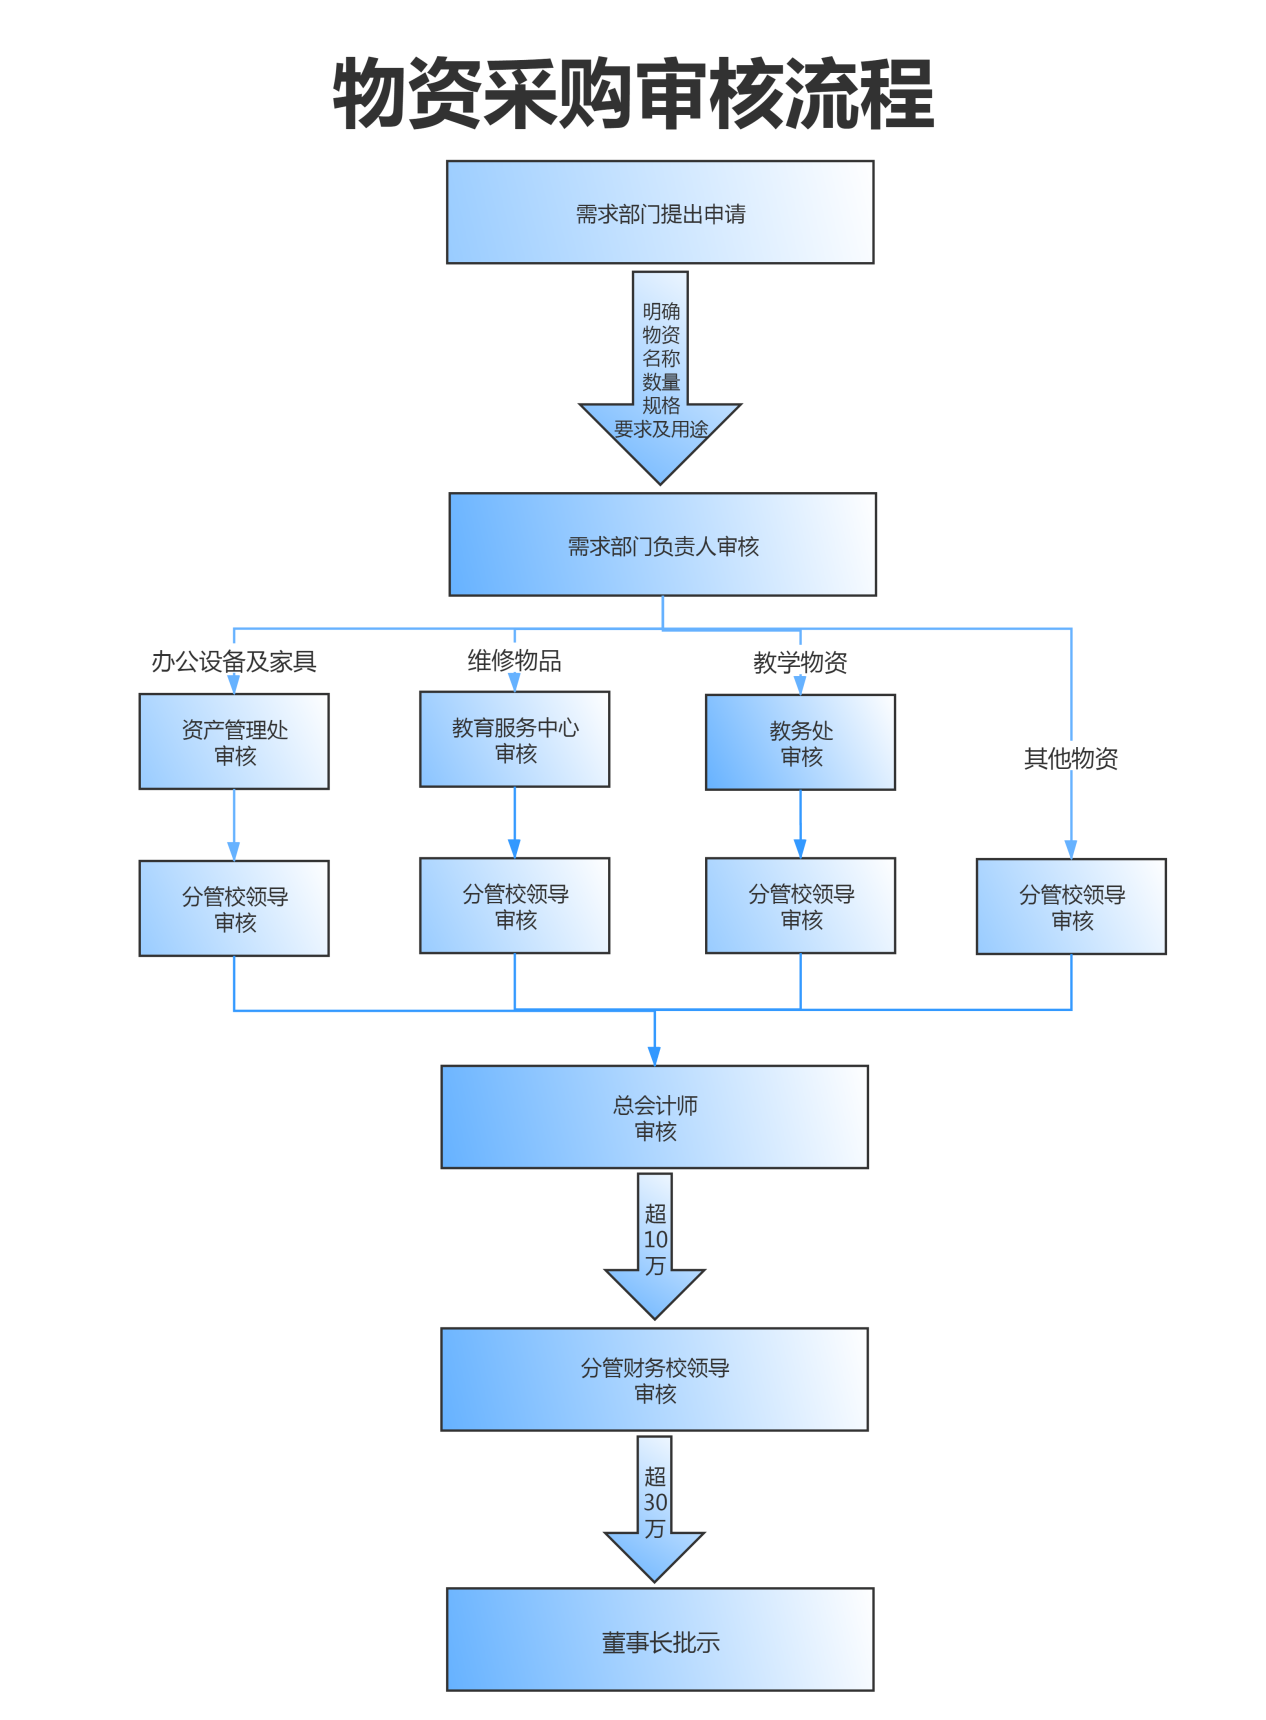 物资采购审核流程
需求部门提出申请
明确
物资
名称
数量
规格
要求及用途
需求部门负责人审核
办公设备及家具
维修物品
教学物资
其他物资
资产管理处
审核
教育服务中心
审核
教务处
审核
分管校领导
审核
分管校领导
审核
分管校领导
审核
分管校领导
审核
总会计师
审核
超
10
万
分管财务校领导
审核
超
30
万
董事长批示